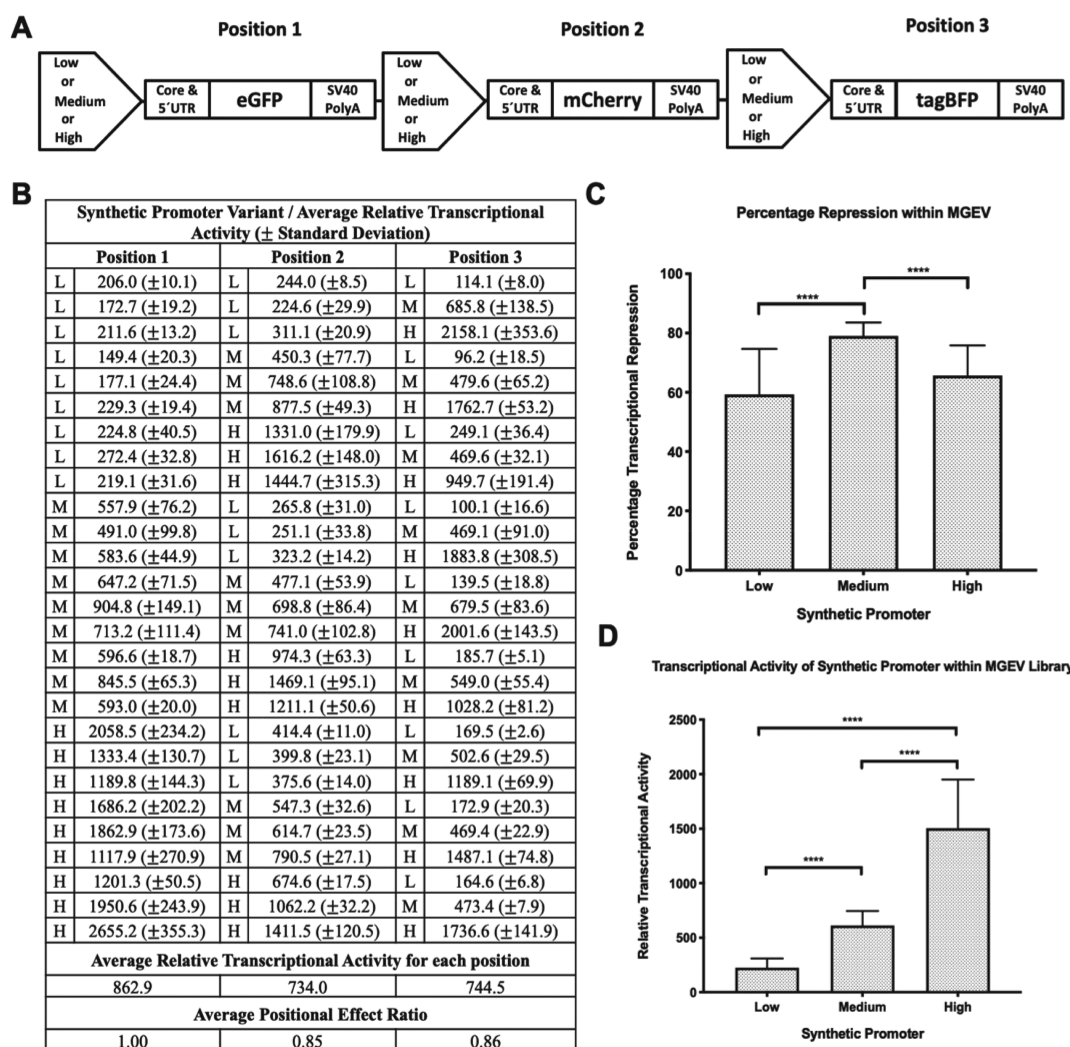 A
Position 1
Position 2
Position 3
Low
or
Medium
or
High
Core &
5´UTR
eGFP
SV40
PolyA
Low
or
Medium
or
High
Core &
5´UTR
mCherry
SV40
PolyA
Low
or
Medium
or
High
Core &
5´UTR
tagBFP
SV40
PolyA
B
Synthetic Promoter Variant / Average Relative Transcriptional
Activity (± Standard Deviation)
Position 1 Position 2 Position 3
L 206.0 (±10.1) L 244.0 (±8.5) L 114.1 (±8.0)
L 172.7 (±19.2) L 224.6 (±29.9) M 685.8 (±138.5)
L 211.6 (±13.2) L 311.1 (±20.9) H 2158.1 (±353.6)
L 149.4 (±20.3) M 450.3 (±77.7) L 96.2 (±18.5)
L 177.1 (±24.4) M 748.6 (±108.8) M 479.6 (±65.2)
L 229.3 (±19.4) M 877.5 (±49.3) H 1762.7 (±53.2)
L 224.8 (±40.5) H 1331.0 (±179.9) L 249.1 (±36.4)
L 272.4 (±32.8) H 1616.2 (±148.0) M 469.6 (±32.1)
L 219.1 (±31.6) H 1444.7 (±315.3) H 949.7 (±191.4)
M 557.9 (±76.2) L 265.8 (±31.0) L 100.1 (±16.6)
M 491.0 (±99.8) L 251.1 (±33.8) M 469.1 (±91.0)
M 583.6 (±44.9) L 323.2 (±14.2) H 1883.8 (±308.5)
M 647.2 (±71.5) M 477.1 (±53.9) L 139.5 (±18.8)
M 904.8 (±149.1) M 698.8 (±86.4) M 679.5 (±83.6)
M 713.2 (±111.4) M 741.0 (±102.8) H 2001.6 (±143.5)
M 596.6 (±18.7) H 974.3 (±63.3) L 185.7 (±5.1)
M 845.5 (±65.3) H 1469.1 (±95.1) M 549.0 (±55.4)
M 593.0 (±20.0) H 1211.1 (±50.6) H 1028.2 (±81.2)
H 2058.5 (±234.2) L 414.4 (±11.0) L 169.5 (±2.6)
H 1333.4 (±130.7) L 399.8 (±23.1) M 502.6 (±29.5)
H 1189.8 (±144.3) L 375.6 (±14.0) H 1189.1 (±69.9)
H 1686.2 (±202.2) M 547.3 (±32.6) L 172.9 (±20.3)
H 1862.9 (±173.6) M 614.7 (±23.5) M 469.4 (±22.9)
H 1117.9 (±270.9) M 790.5 (±27.1) H 1487.1 (±74.8)
H 1201.3 (±50.5) H 674.6 (±17.5) L 164.6 (±6.8)
H 1950.6 (±243.9) H 1062.2 (±32.2) M 473.4 (±7.9)
H 2655.2 (±355.3) H 1411.5 (±120.5) H 1736.6 (±141.9)
Average Relative Transcriptional Activity for each position
862.9 734.0 744.5
Average Positional Effect Ratio
1.00 0.85 0.86
C
Percentage Repression within MGEV
Percentage Transcriptional Repression
100
80
60
40
20
0
****
****
Low Medium High
Synthetic Promoter
D
Transcriptional Activity of Synthetic Promoter within MGEV Library
Relative Transcriptional Activity
2500
2000
1500
1000
500
0
****
****
****
Low Medium High
Synthetic Promoter